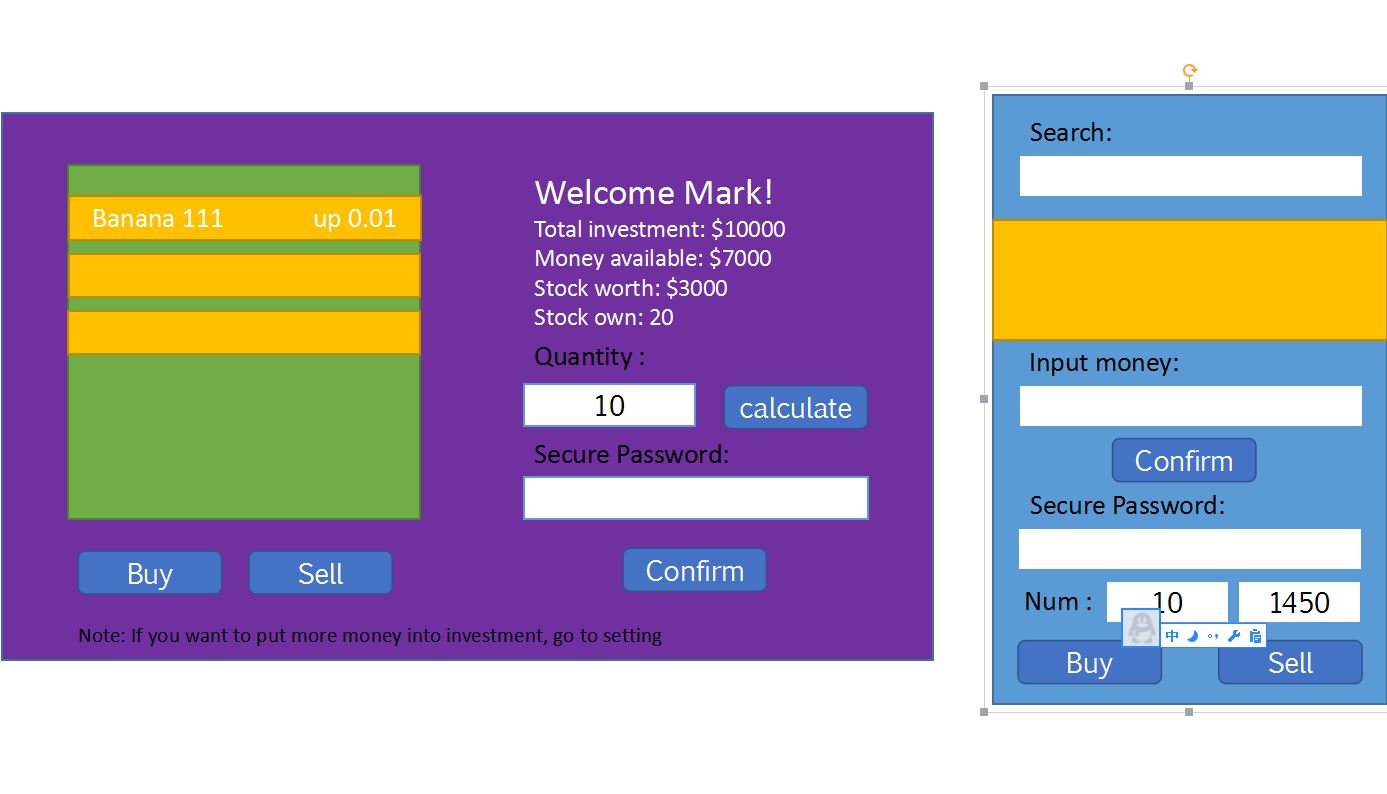 Banana 111 up 0.01
Welcome Mark!
Total investment: $10000
Money available: $7000
Stock worth: $3000
Stock own: 20
Quantity :
10 calculate
Secure Password:
Buy Sell Confirm
Note: If you want to put more money into investment, go to setting
Search:
Input money:
Confirm
Secure Password:
Num : 10 1450
中
Buy Sell